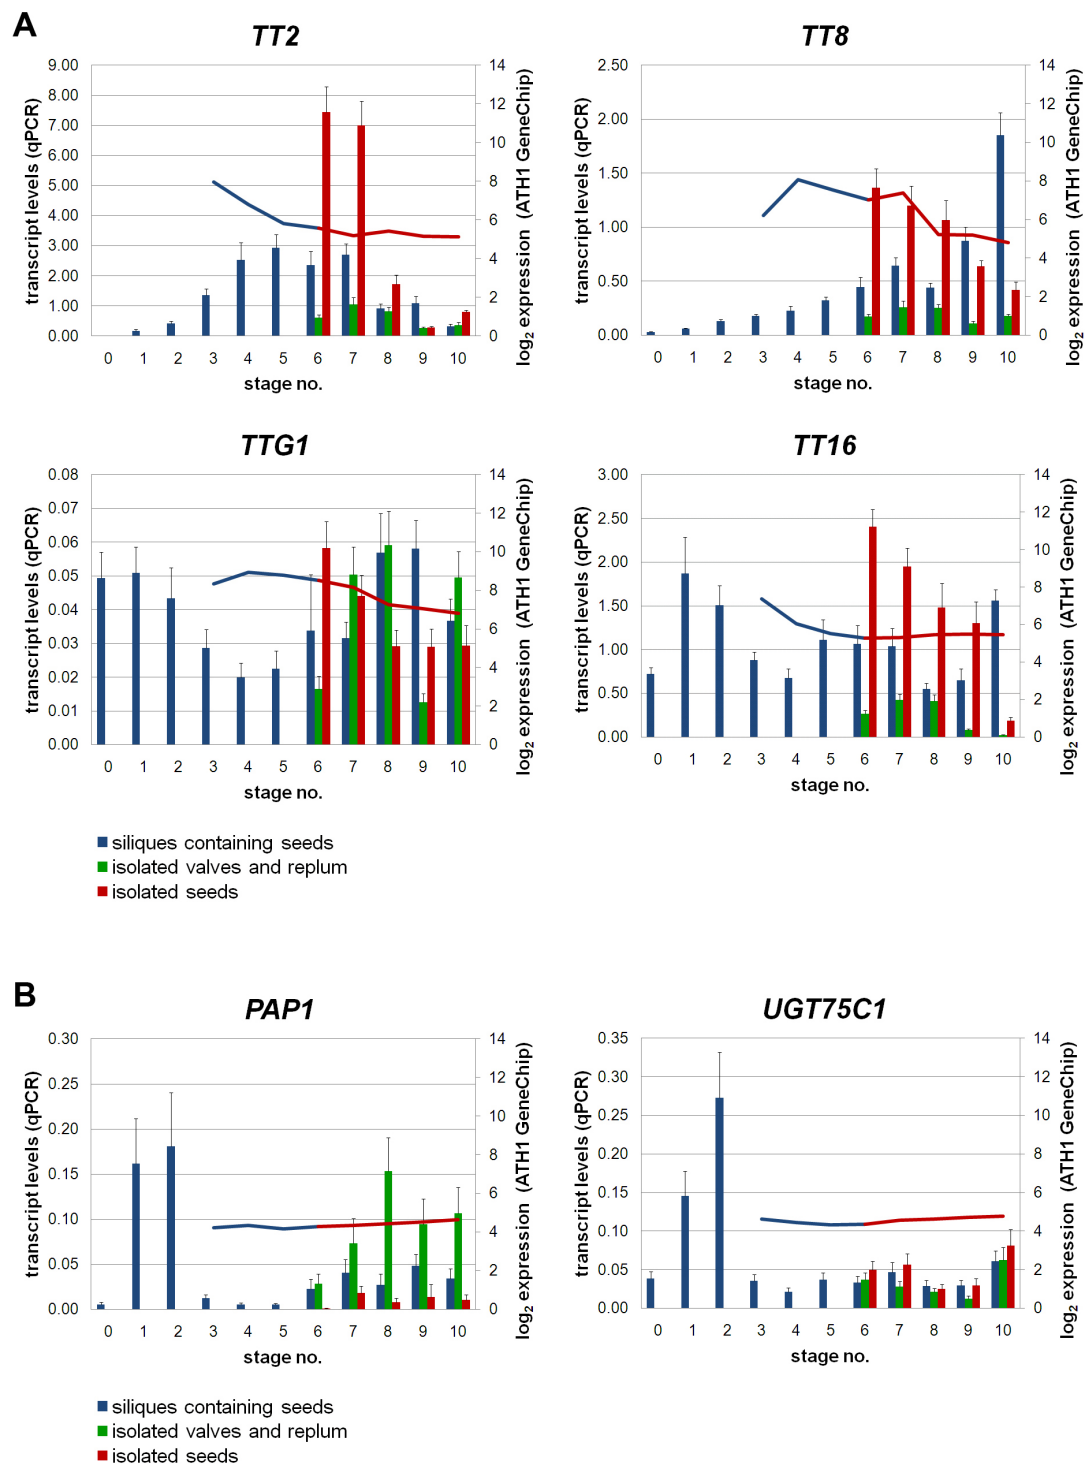 A
TT2
transcript levels (qPCR)
9.00
8.00
7.00
6.00
5.00
4.00
3.00
2.00
1.00
0.00
14
12
10
8
6
4
2
0
log2 expression (ATH1 GeneChip)
0 1 2 3 4 5 6 7 8 9 10
stage no.
TT8
transcript levels (qPCR)
2.50
2.00
1.50
1.00
0.50
0.00
14
12
10
8
6
4
2
0
log2 expression (ATH1 GeneChip)
0 1 2 3 4 5 6 7 8 9 10
stage no.
TTG1
transcript levels (qPCR)
0.08
0.07
0.06
0.05
0.04
0.03
0.02
0.01
0.00
14
12
10
8
6
4
2
0
log2 expression (ATH1 GeneChip)
0 1 2 3 4 5 6 7 8 9 10
stage no.
TT16
transcript levels (qPCR)
3.00
2.50
2.00
1.50
1.00
0.50
0.00
14
12
10
8
6
4
2
0
log2 expression (ATH1 GeneChip)
0 1 2 3 4 5 6 7 8 9 10
stage no.
siliques containing seeds
isolated valves and replum
isolated seeds
B
PAP1
transcript levels (qPCR)
0.30
0.25
0.20
0.15
0.10
0.05
0.00
14
12
10
8
6
4
2
0
log2 expression (ATH1 GeneChip)
0 1 2 3 4 5 6 7 8 9 10
stage no.
UGT75C1
transcript levels (qPCR)
0.35
0.30
0.25
0.20
0.15
0.10
0.05
0.00
14
12
10
8
6
4
2
0
log2 expression (ATH1 GeneChip)
0 1 2 3 4 5 6 7 8 9 10
stage no.
siliques containing seeds
isolated valves and replum
isolated seeds